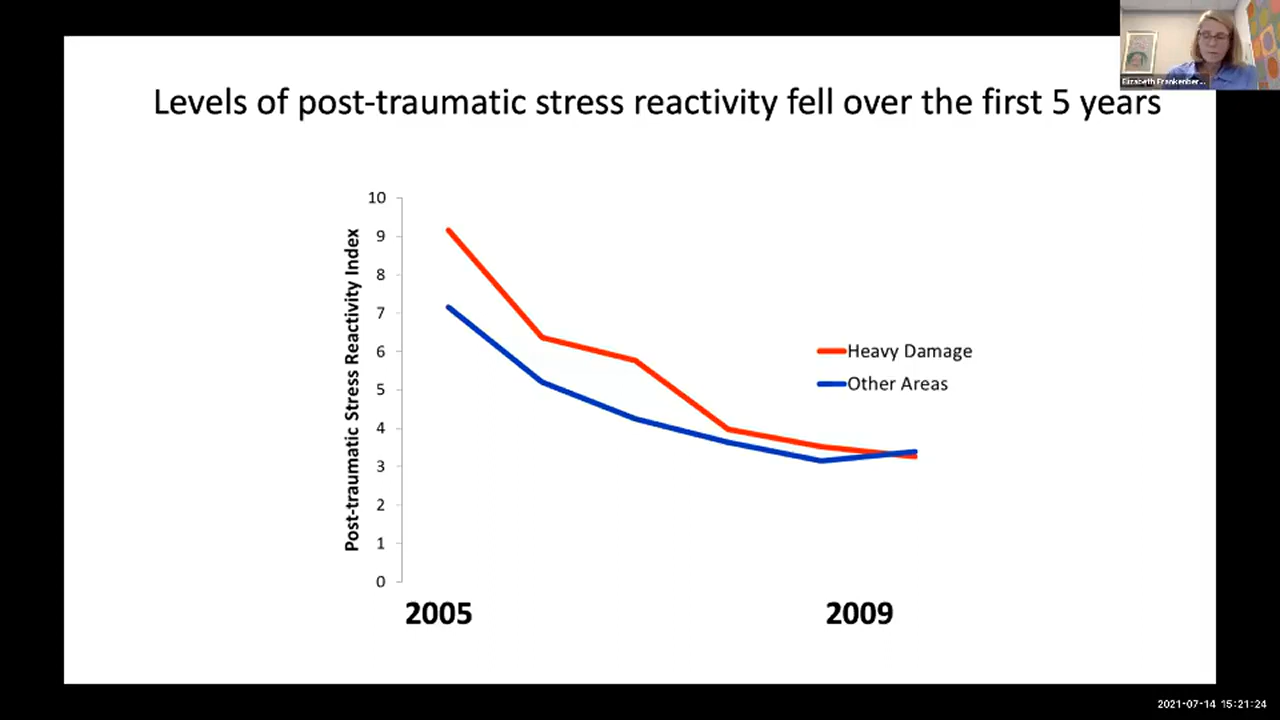 Elizabeth Frankenber...
Levels of post-traumatic stress reactivity fell over the first 5 years
Post-traumatic Stress Reactivity Index
10
9
8
7
6
5
4
3
2
1
0
Heavy Damage
Other Areas
2005
2009
2021-07-14 15:21:24